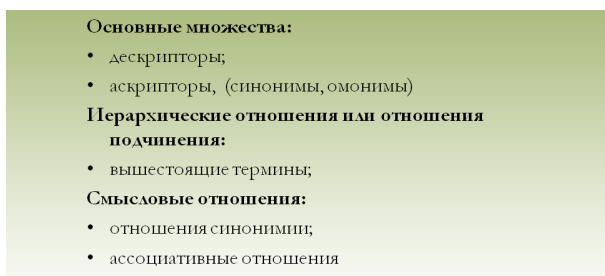 Основные множества:
• дескрипторы;
• аскрипторы, (синонимы, омонимы)
Иерархические отношения или отношения
подчинения:
• вышестоящие термины;
Смысловые отношения:
• отношения синонимии;
• ассоциативные отношения